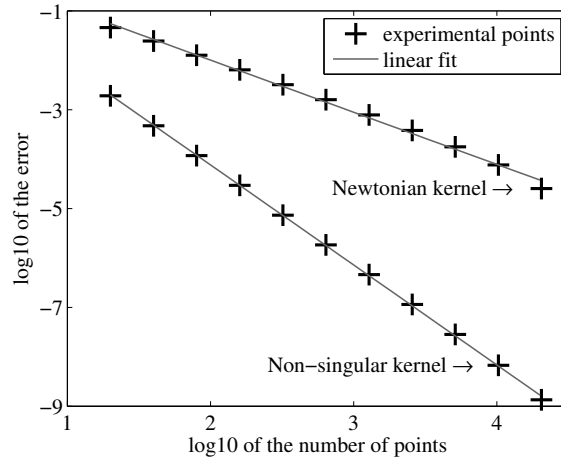 −1
−3
−5
−7
−9
log10 of the error
experimental points
linear fit
Newtonian kernel →
Non−singular kernel →
1
2
3
4
log10 of the number of points